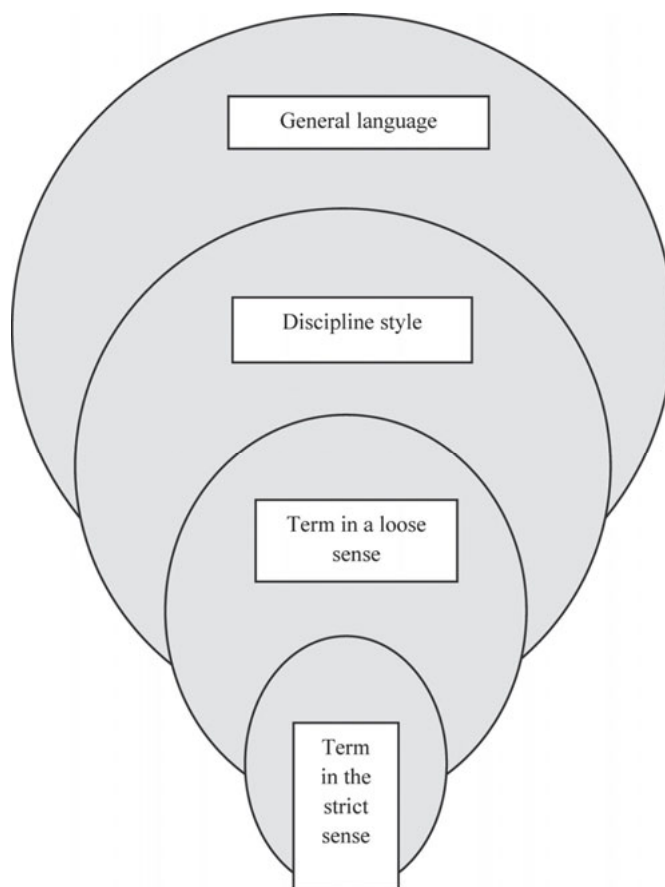 General language
Discipline style
Term in a loose
sense
Term
in the
strict
sense